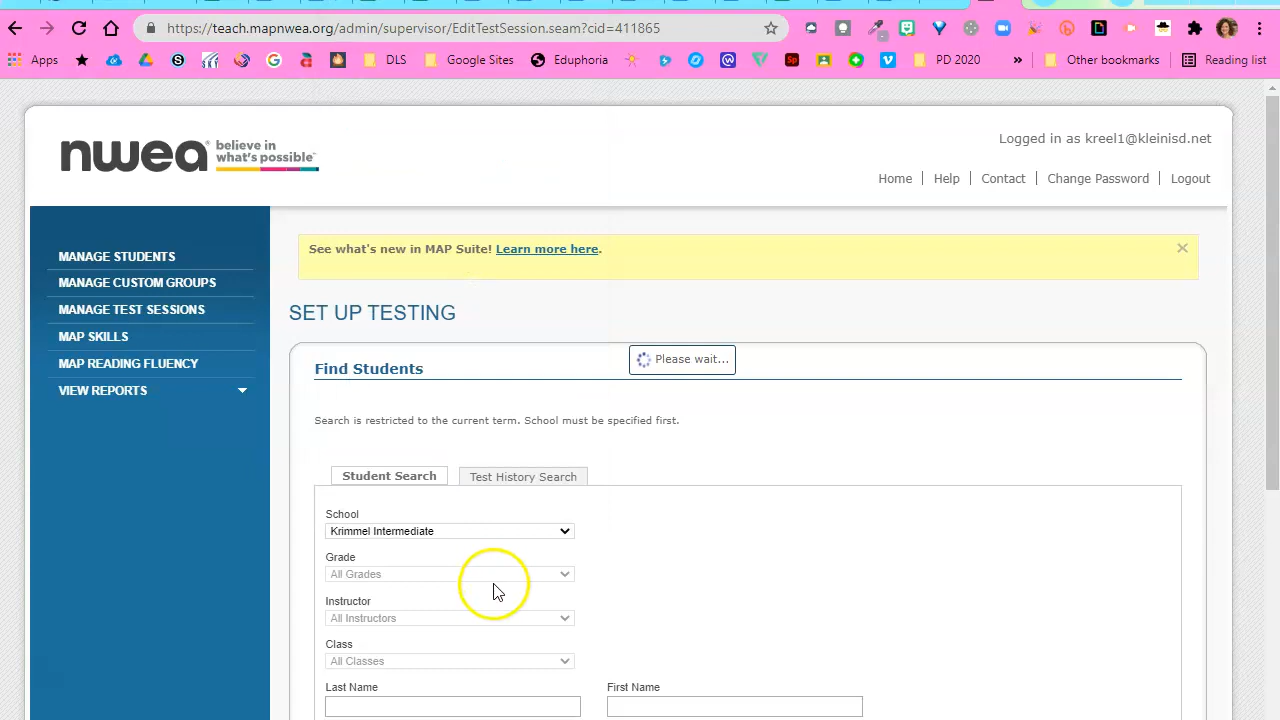 https://teach.mapnwea.org/admin/supervisor/EditTestSession.seam?cid=411865
Apps
DLS
Google Sites
Eduphoria
PD 2020
»
Other bookmarks
Reading list
nwea
believe in
what's possible
Logged in as kreel1@kleinisd.net
Home
Help
Contact
Change Password
Logout
MANAGE STUDENTS
MANAGE CUSTOM GROUPS
MANAGE TEST SESSIONS
MAP SKILLS
MAP READING FLUENCY
VIEW REPORTS
See what's new in MAP Suite! Learn more here.
SET UP TESTING
Please wait...
Find Students
Search is restricted to the current term. School must be specified first.
Student Search
Test History Search
School
Krimmel Intermediate
Grade
All Grades
Instructor
All Instructors
Class
All Classes
Last Name
First Name